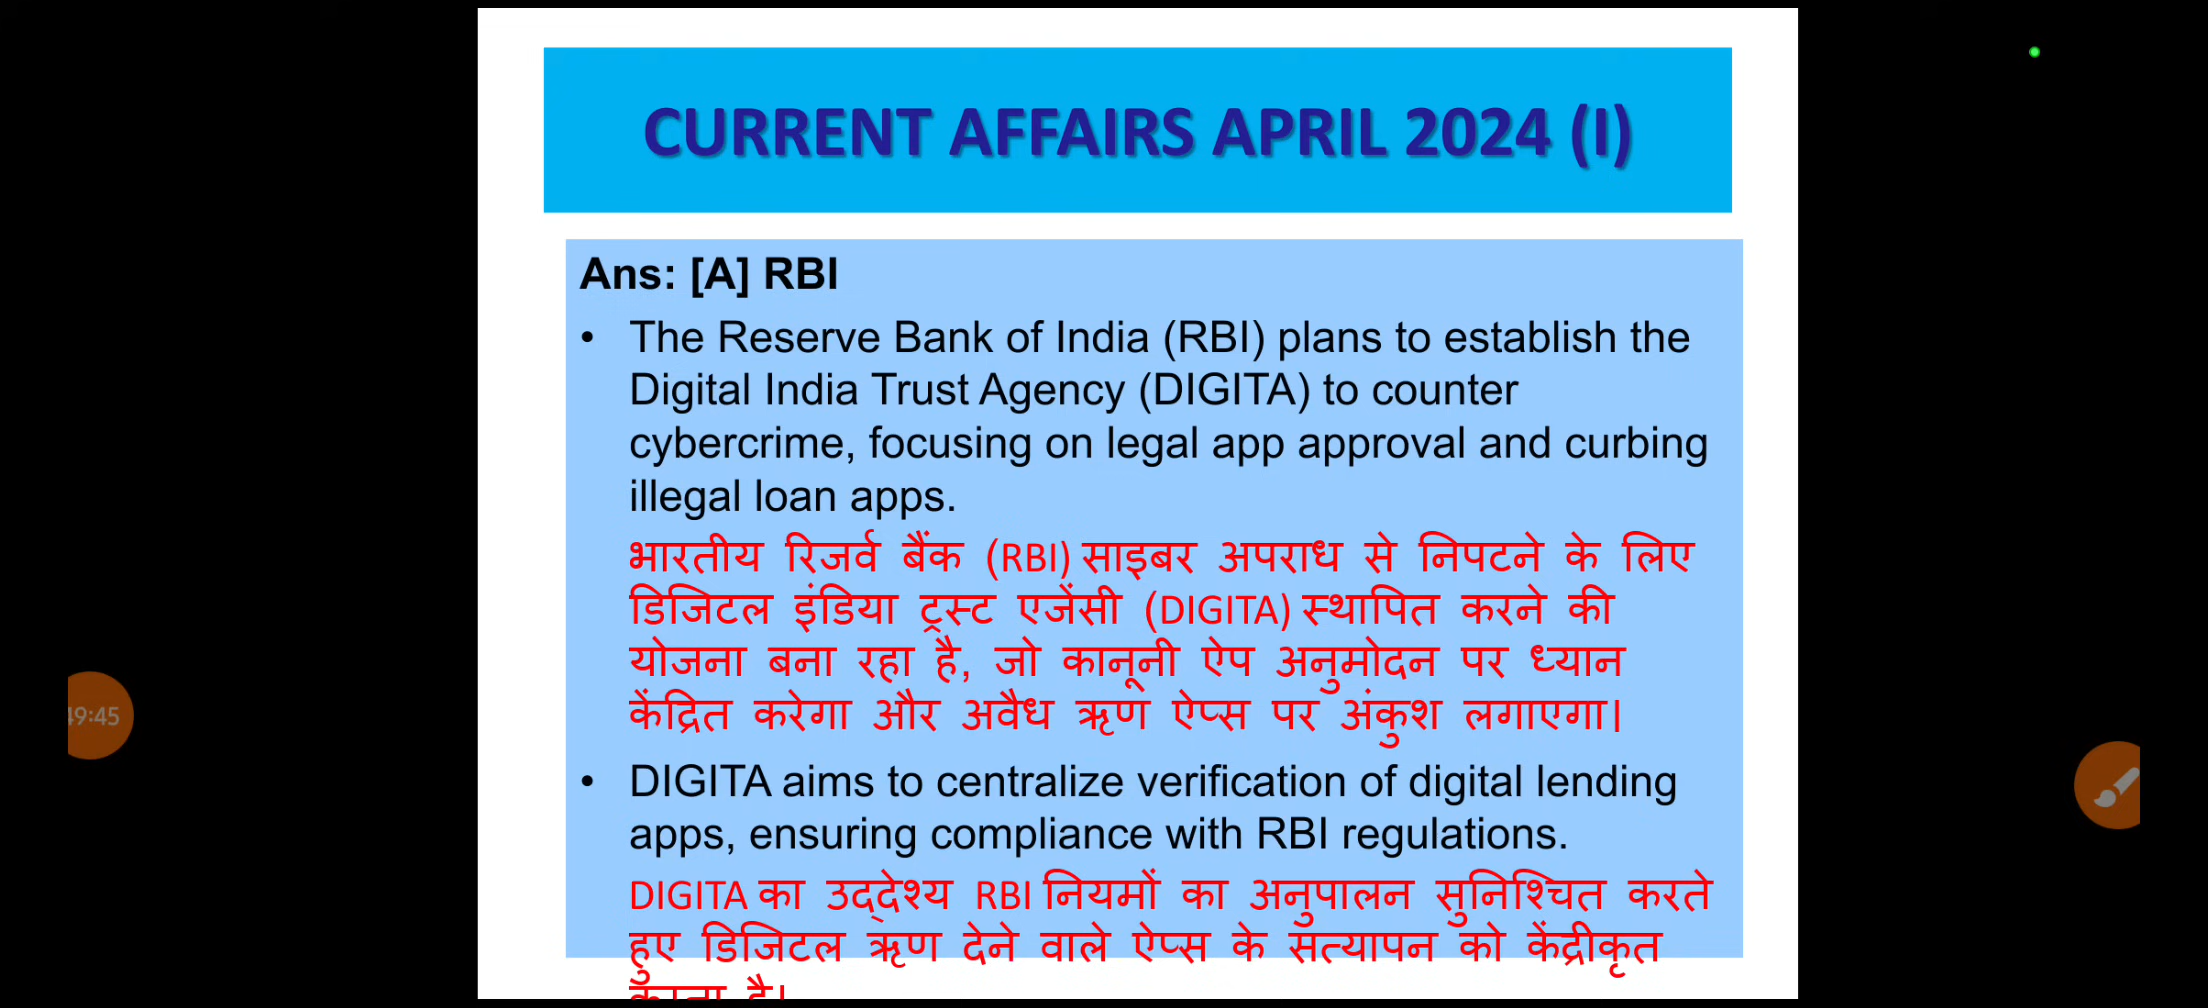 CURRENT AFFAIRS APRIL 2024 (I)
Ans: [A] RBI
• The Reserve Bank of India (RBI) plans to establish the
Digital India Trust Agency (DIGITA) to counter
cybercrime, focusing on legal app approval and curbing
illegal loan apps.
भारतीय रिजर्व बैंक (RBI) साइबर अपराध से निपटने के लिए
डिजिटल इंडिया ट्रस्ट एजेंसी (DIGITA) स्थापित करने की
योजना बना रहा है, जो कानूनी ऐप अनुमोदन पर ध्यान
केंद्रित करेगा और अवैध ऋण ऐप्स पर अंकुश लगाएगा।
• DIGITA aims to centralize verification of digital lending
apps, ensuring compliance with RBI regulations.
DIGITA का उद्देश्य RBI नियमों का अनुपालन सुनिश्चित करते
हुए डिजिटल ऋण देने वाले ऐप्स के सत्यापन को केंद्रीकृत
करता है।
49:45